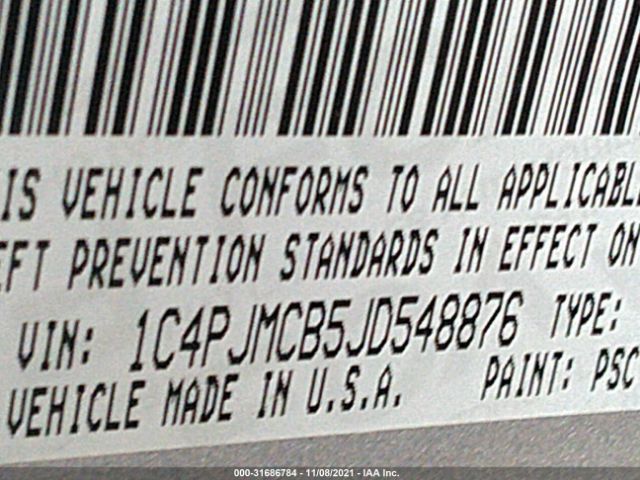 IS VEHICLE CONFORMS TO ALL APPLICABLE
EFT PREVENTION STANDARDS IN EFFECT ON
VIN: 1C4PJMCB5JD548876 TYPE:
VEHICLE MADE IN U.S.A. PAINT: PSC
000-31686784 - 11/08/2021 - IAA Inc.